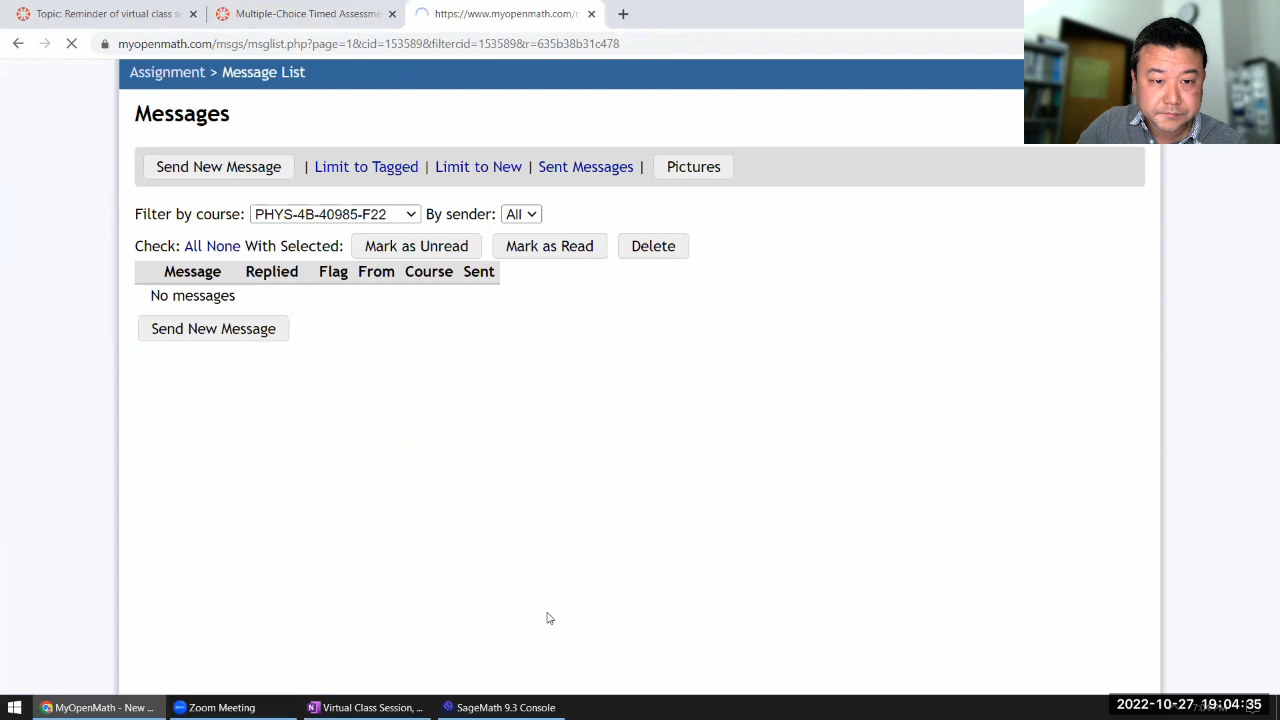 Topic: Reminder of virtual class s
Multiple-Choice Timed Assessme
https://www.myopenmath.com/r
myopenmath.com/msgs/msglist.php?page=1&cid=153589&filtercid=153589&r=635b38b31c478
Assignment > Message List
Messages
Send New Message | Limit to Tagged | Limit to New | Sent Messages | Pictures
Filter by course: PHYS-4B-40985-F22 By sender: All
Check: All None With Selected: Mark as Unread Mark as Read Delete
Message Replied Flag From Course Sent
No messages
Send New Message
MyOpenMath - New ...
Zoom Meeting
Virtual Class Session, ...
SageMath 9.3 Console
2022-10-27 19:04:35